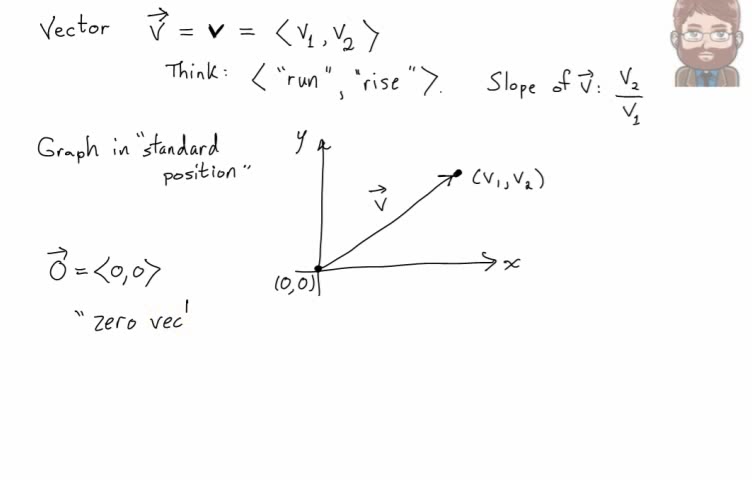 Vector v⃗ = v = ⟨v₁, v₂⟩
Think: ⟨"run", "rise"⟩. Slope of v⃗: v₂/v₁
Graph in "standard
position"
y
v⃗
(v₁, v₂)
x
(0,0)
0⃗ = ⟨0,0⟩
"zero vec